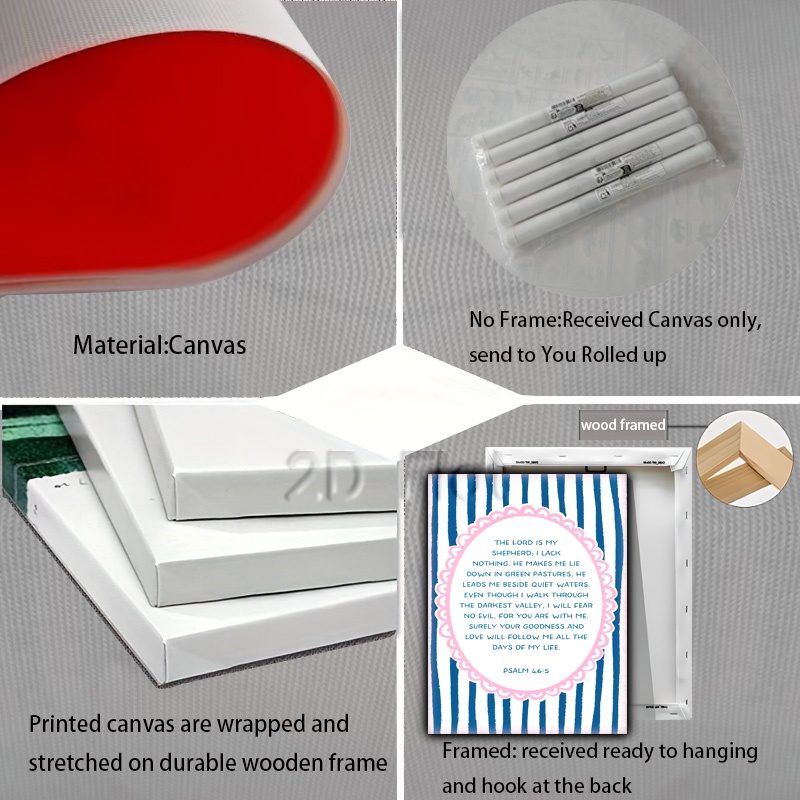 Material:Canvas
No Frame:Received Canvas only,
send to You Rolled up
2D
Printed canvas are wrapped and
stretched on durable wooden frame
wood framed
THE LORD IS MY
SHEPHERD; I LACK
NOTHING. HE MAKES ME LIE
DOWN IN GREEN PASTURES, HE
LEADS ME BESIDE QUIET WATERS.
EVEN THOUGH I WALK THROUGH
THE DARKEST VALLEY, I WILL FEAR
NO EVIL, FOR YOU ARE WITH ME.
SURELY YOUR GOODNESS AND
LOVE WILL FOLLOW ME ALL THE
DAYS OF MY LIFE.
PSALM 46:5
Framed: received ready to hanging
and hook at the back